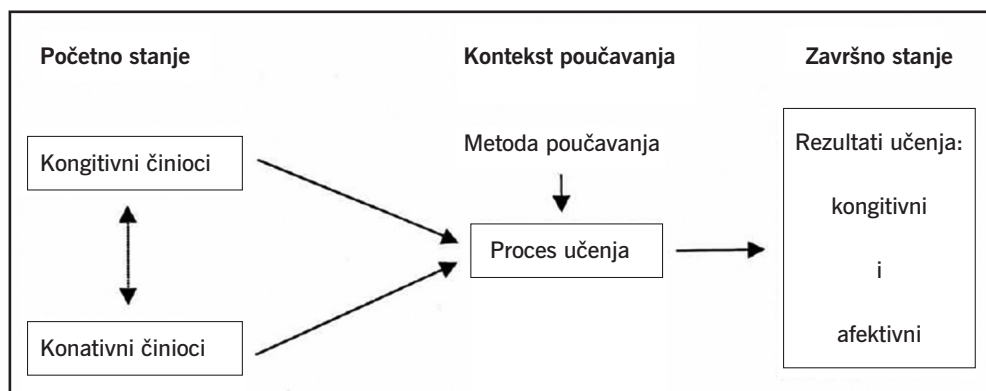 Početno stanje
Kontekst poučavanja
Završno stanje
Kongitivni činioci
Metoda poučavanja
Rezultati učenja:
kongitivni
Proces učenja
i
Konativni činioci
afektivni